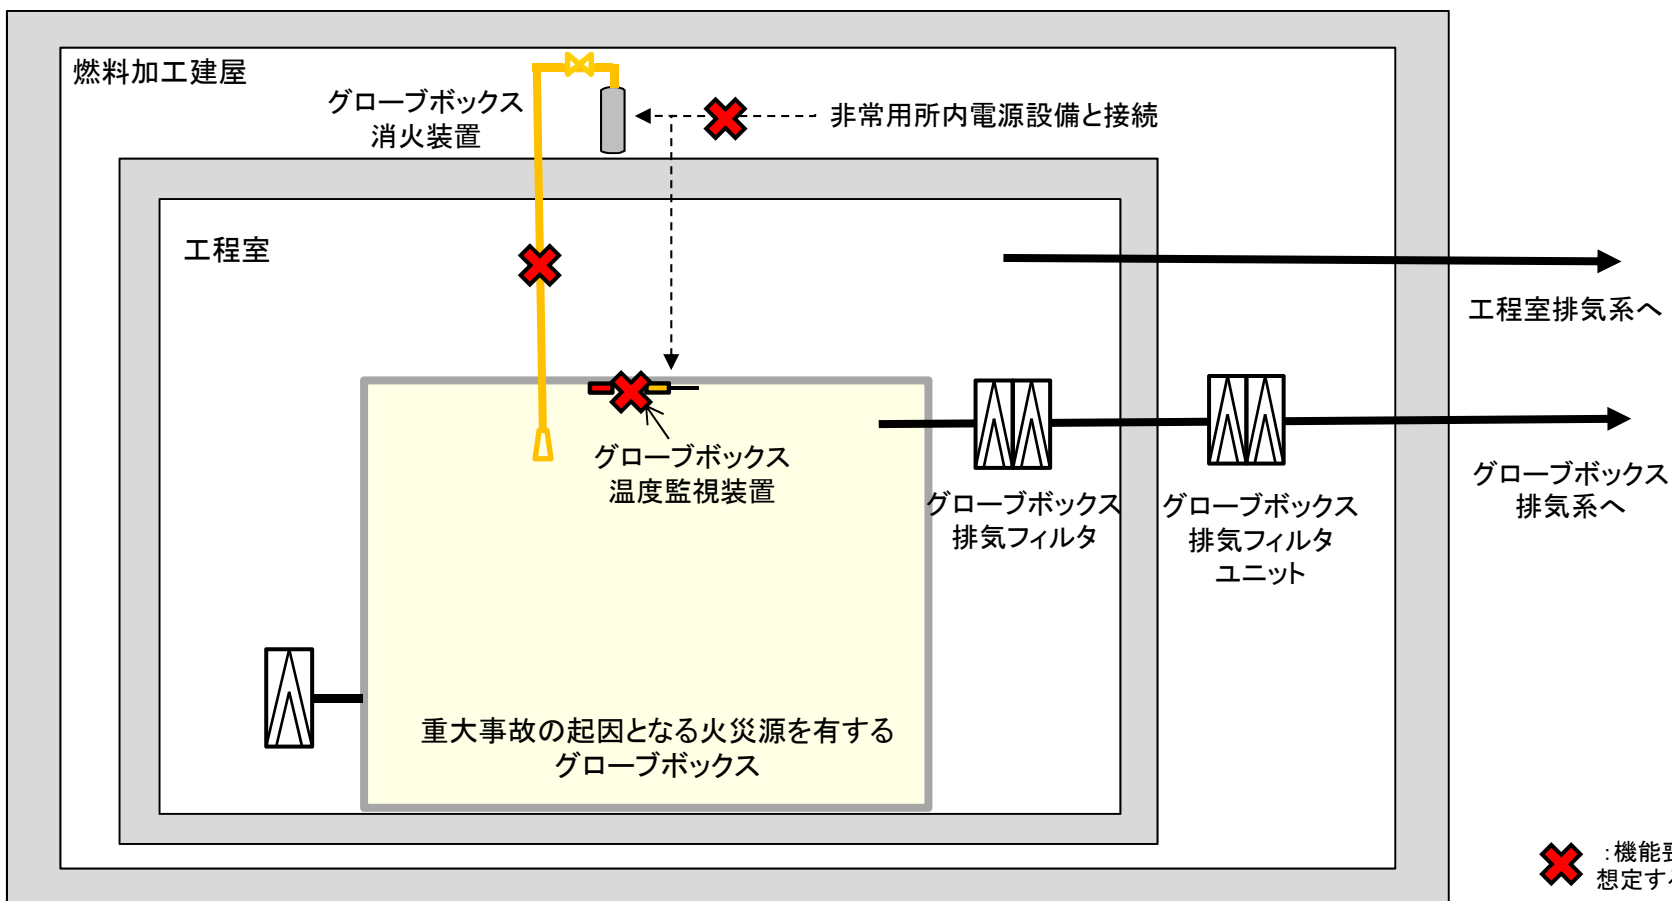 燃料加工建屋
グローブボックス
消火装置
非常用所内電源設備と接続
工程室
工程室排気系へ
グローブボックス
温度監視装置
グローブボックス
排気フィルタ
グローブボックス
排気フィルタ
ユニット
グローブボックス
排気系へ
重大事故の起因となる火災源を有する
グローブボックス
:機能
想定す